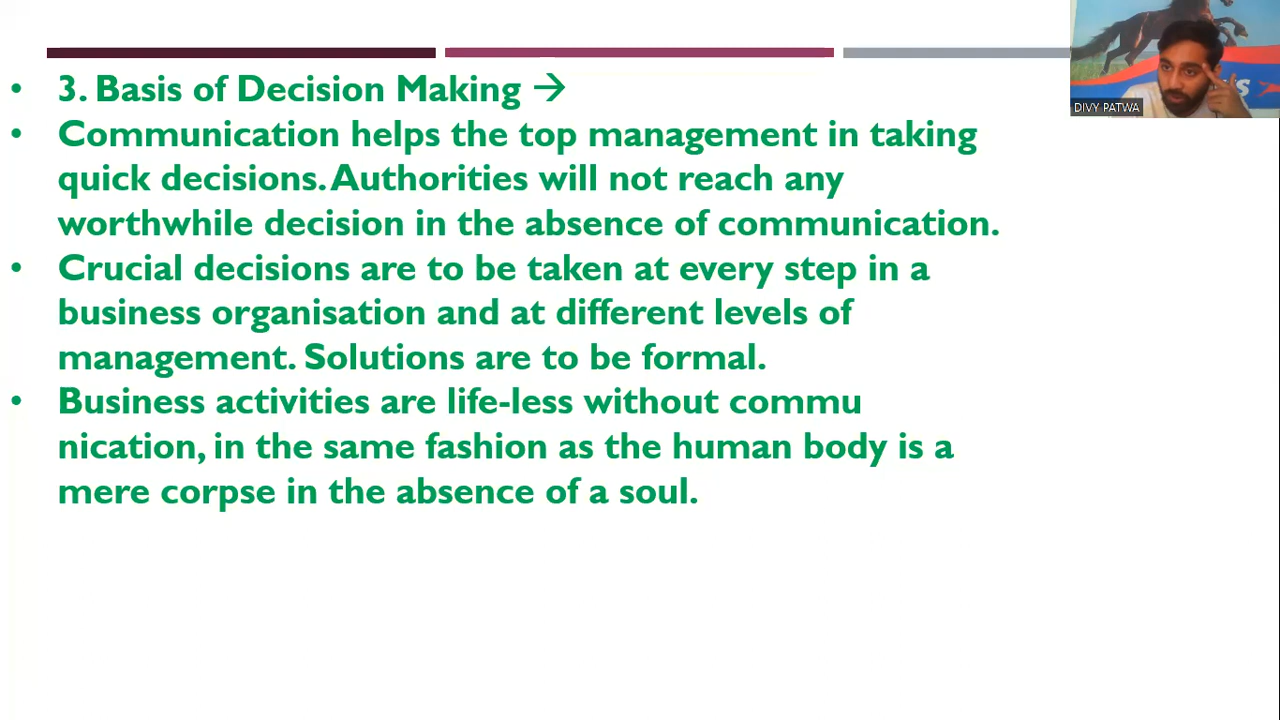 3. Basis of Decision Making →
Communication helps the top management in taking
quick decisions. Authorities will not reach any
worthwhile decision in the absence of communication.
Crucial decisions are to be taken at every step in a
business organisation and at different levels of
management. Solutions are to be formal.
Business activities are life-less without commu
nication, in the same fashion as the human body is a
mere corpse in the absence of a soul.
DIVY PATWA